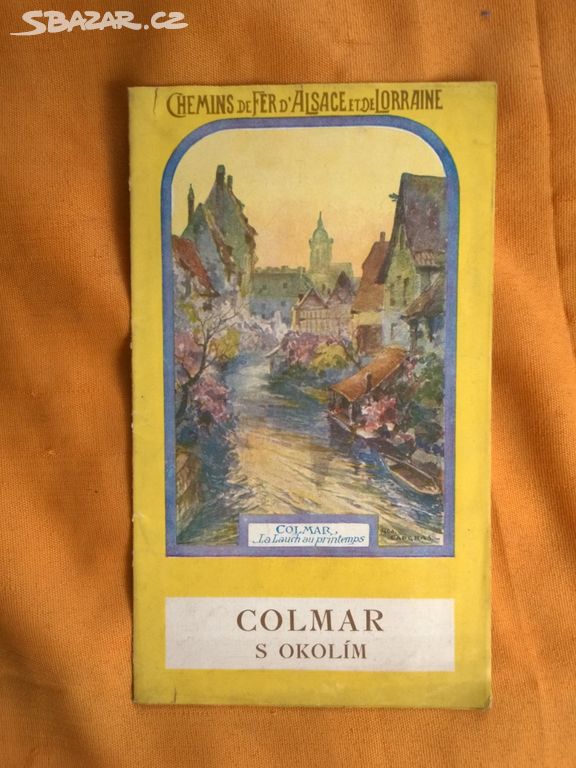 SBAZAR.CZ
CHEMINS DE FER D'ALSACE ET DE LORRAINE
COLMAR,
La Lauch au printemps
COLMAR
S OKOLÍM